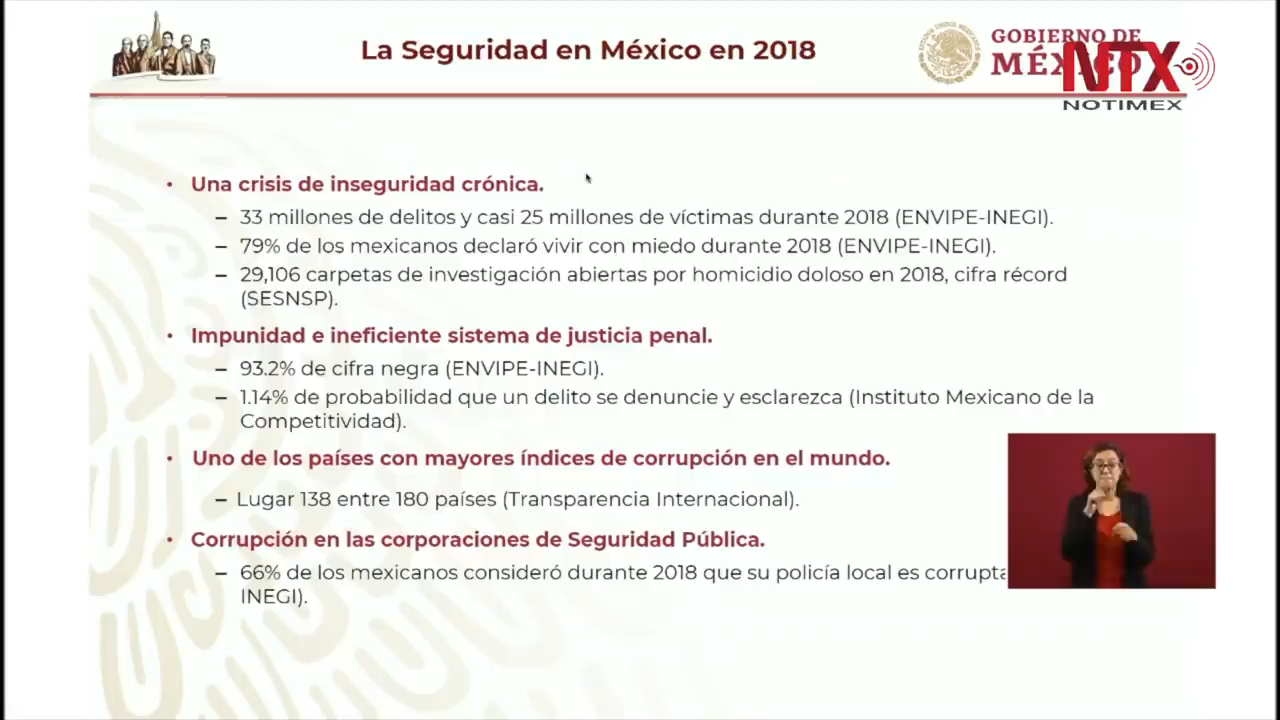 La Seguridad en México en 2018
GOBIERNO DE
MÉXICO
NTX
NOTIMEX
• Una crisis de inseguridad crónica.
– 33 millones de delitos y casi 25 millones de víctimas durante 2018 (ENVIPE-INEGI).
– 79% de los mexicanos declaró vivir con miedo durante 2018 (ENVIPE-INEGI).
– 29,106 carpetas de investigación abiertas por homicidio doloso en 2018, cifra récord
(SESNSP).
• Impunidad e ineficiente sistema de justicia penal.
– 93.2% de cifra negra (ENVIPE-INEGI).
– 1.14% de probabilidad que un delito se denuncie y esclarezca (Instituto Mexicano de la
Competitividad).
• Uno de los países con mayores índices de corrupción en el mundo.
– Lugar 138 entre 180 países (Transparencia Internacional).
• Corrupción en las corporaciones de Seguridad Pública.
– 66% de los mexicanos consideró durante 2018 que su policía local es corrupta
INEGI).